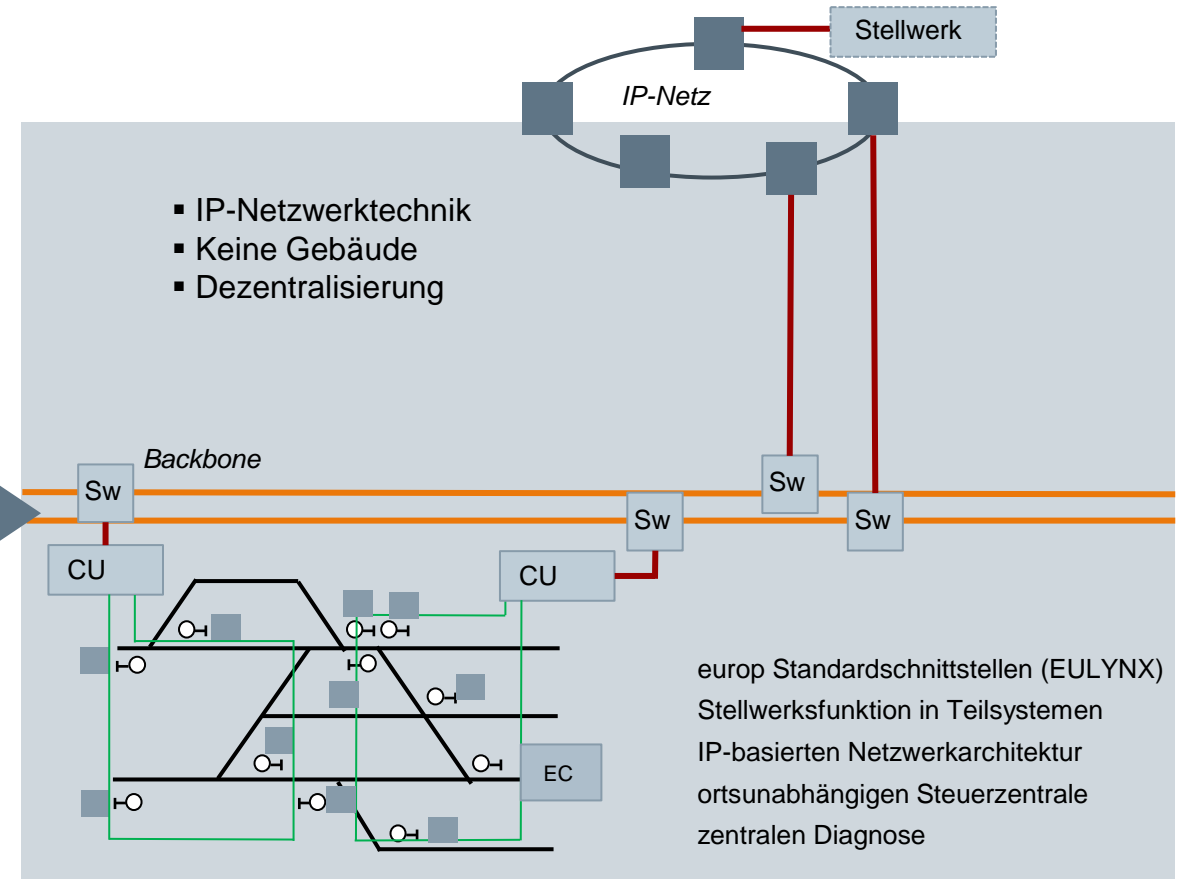 Stellwerk
IP-Netz
▪ IP-Netzwerktechnik
▪ Keine Gebäude
▪ Dezentralisierung
Backbone
Sw
Sw
Sw
Sw
CU
CU
EC
europ Standardschnittstellen (EULYNX)
Stellwerksfunktion in Teilsystemen
IP-basierten Netzwerkarchitektur
ortsunabhängigen Steuerzentrale
zentralen Diagnose